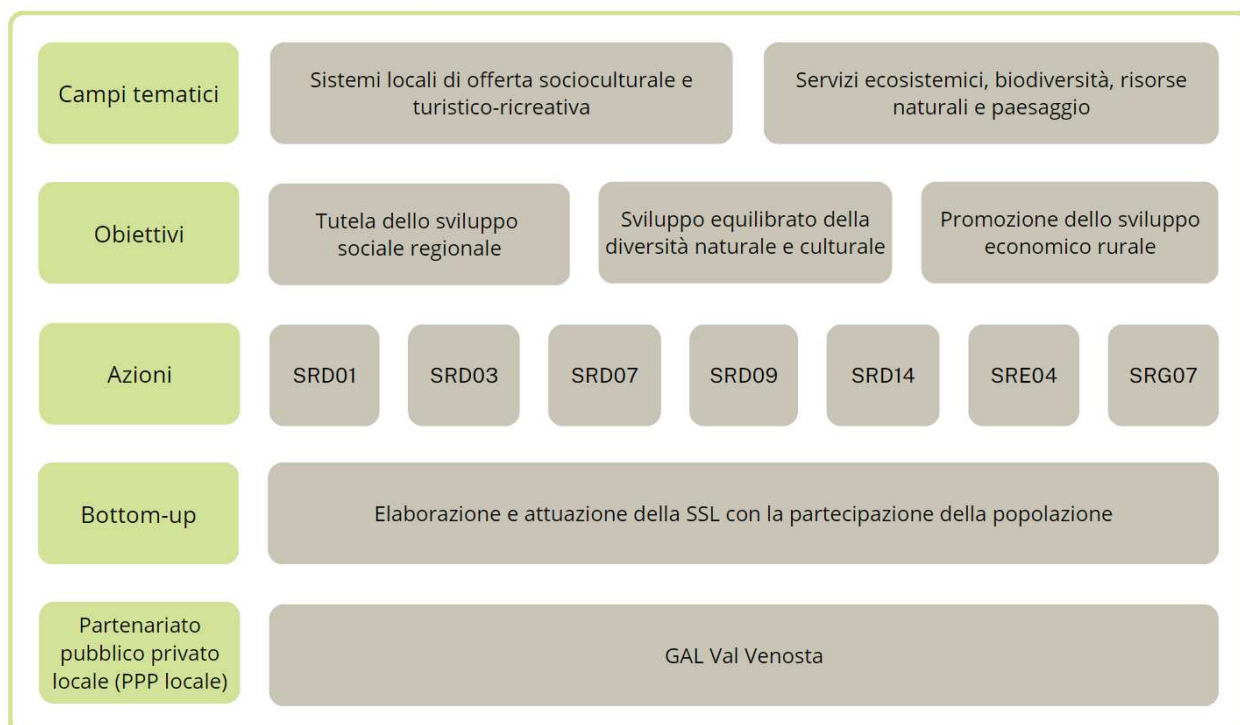 Campi tematici
Sistemi locali di offerta socioculturale e
turistico-ricreativa
Servizi ecosistemici, biodiversità, risorse
naturali e paesaggio
Obiettivi
Tutela dello sviluppo
sociale regionale
Sviluppo equilibrato della
diversità naturale e culturale
Promozione dello sviluppo
economico rurale
Azioni
SRD01
SRD03
SRD07
SRD09
SRD14
SRE04
SRG07
Bottom-up
Elaborazione e attuazione della SSL con la partecipazione della popolazione
Partenariato
pubblico privato
locale (PPP locale)
GAL Val Venosta